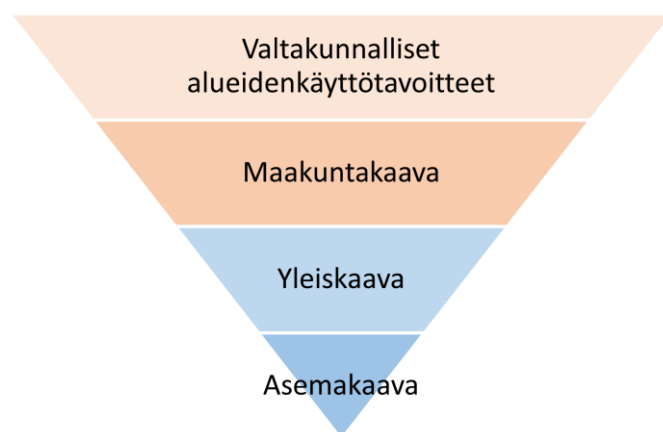 Valtakunnalliset
alueidenkäyttötavoitteet
Maakuntakaava
Yleiskaava
Asemakaava